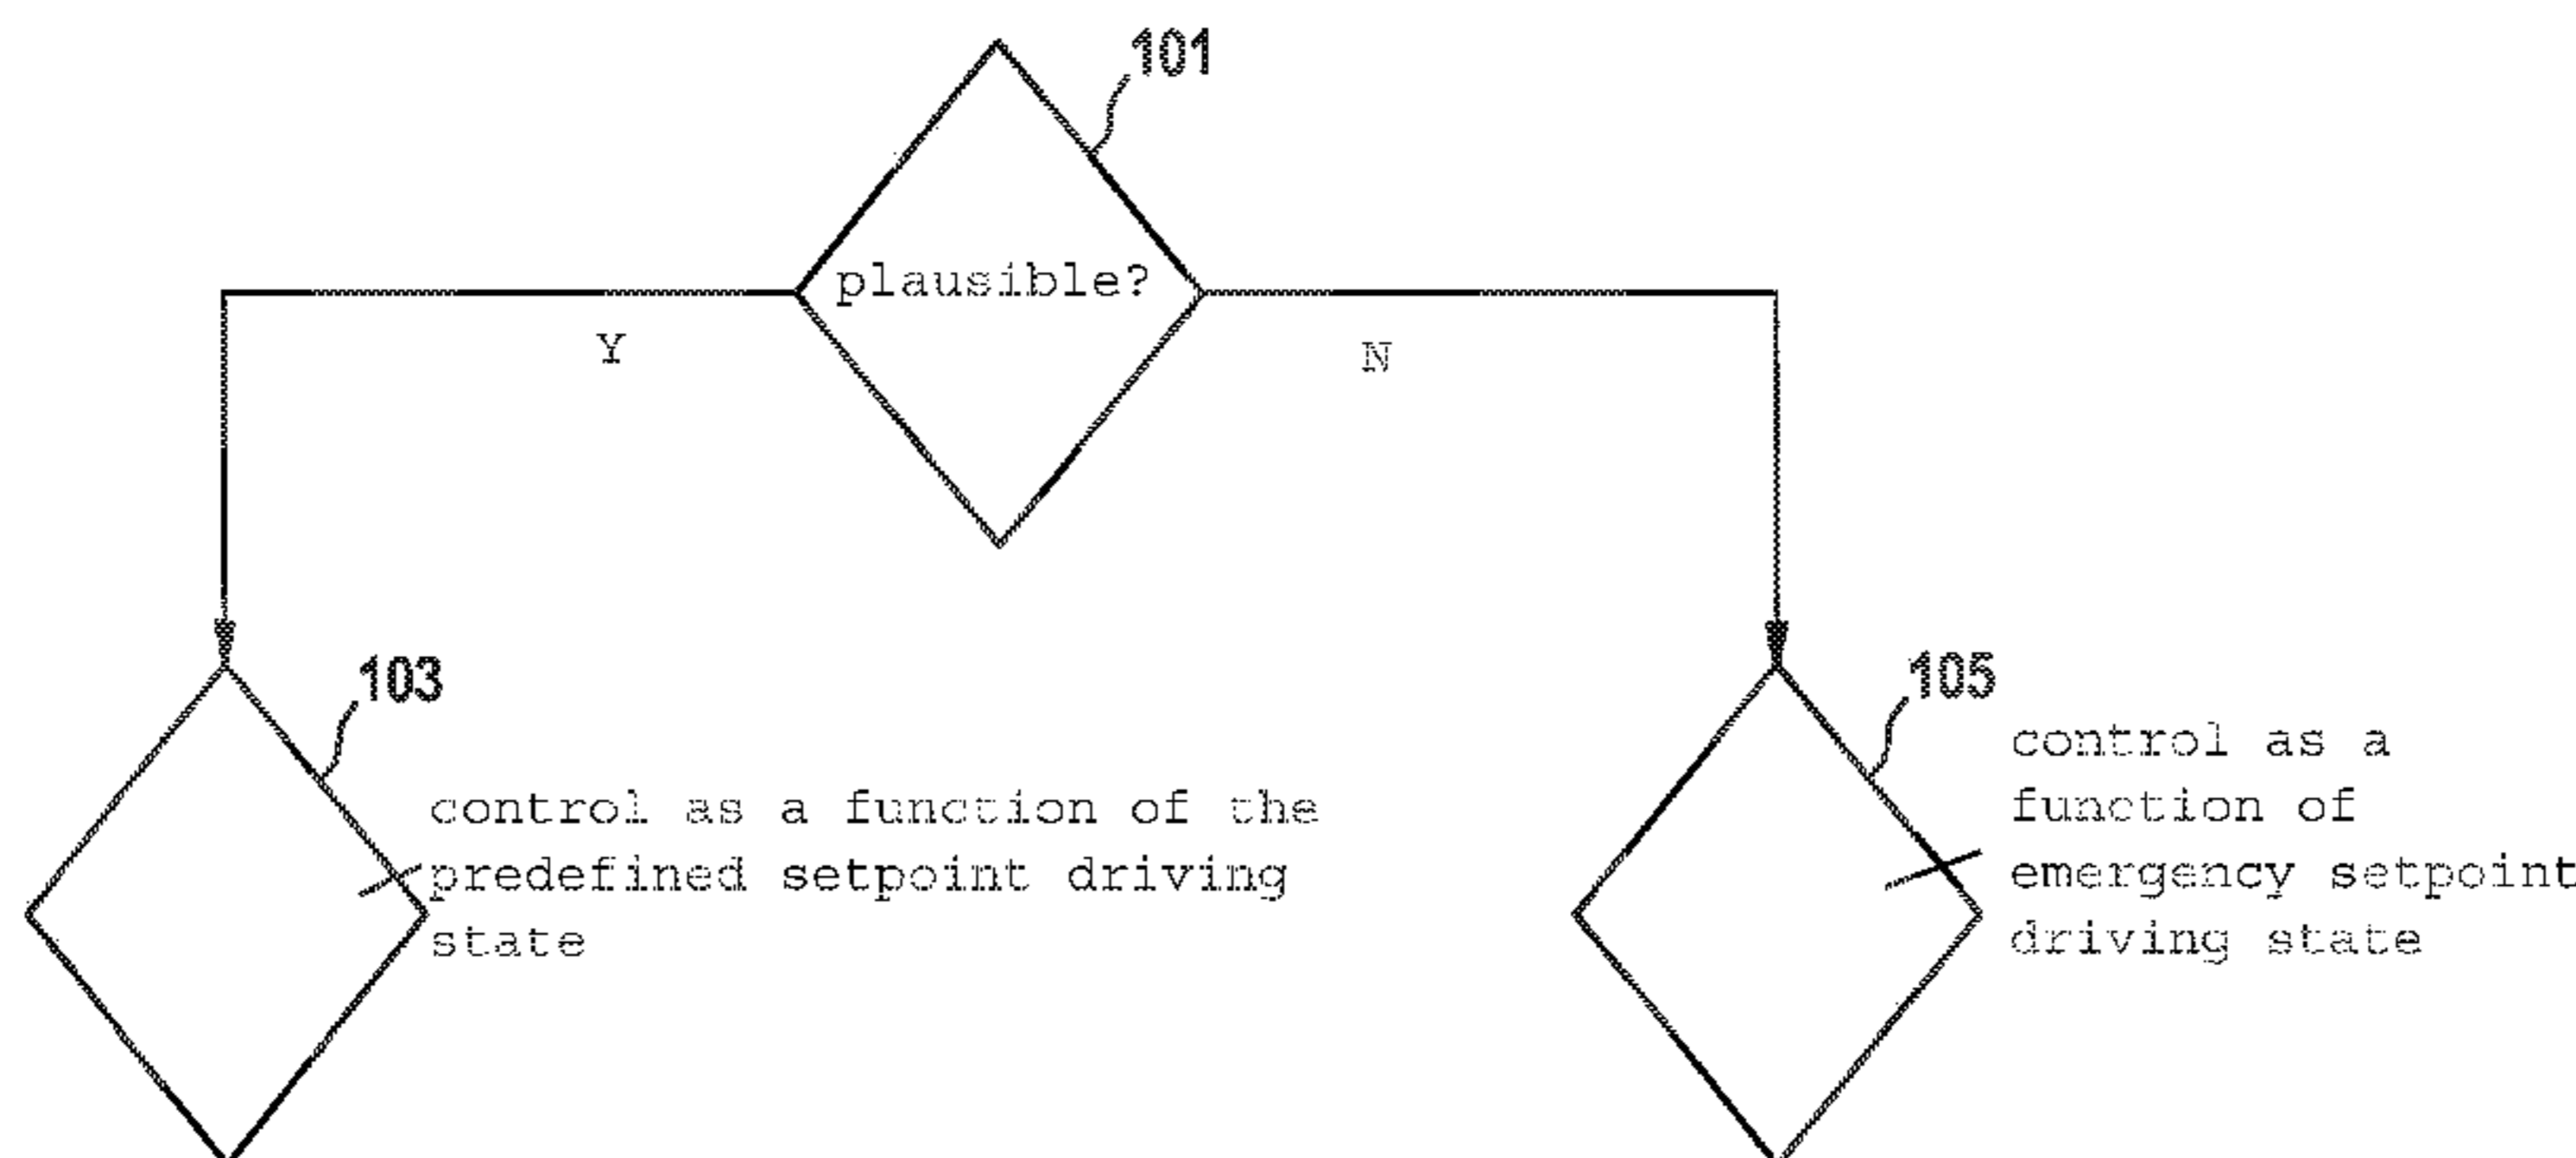 101
plausible?
Y
N
103
control as a function of the
predefined setpoint driving
state
105
control as a
function of
emergency setpoint
driving state